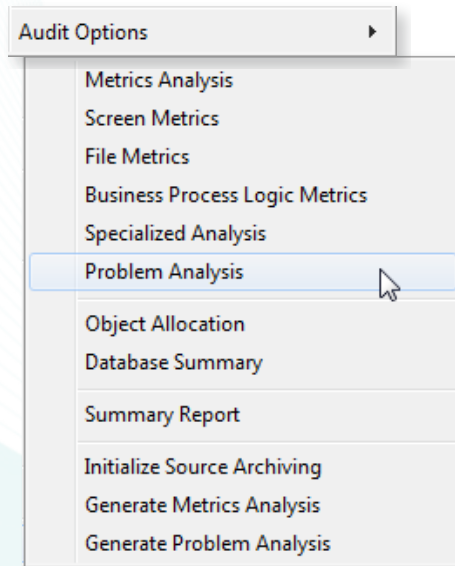 Audit Options
Metrics Analysis
Screen Metrics
File Metrics
Business Process Logic Metrics
Specialized Analysis
Problem Analysis
Object Allocation
Database Summary
Summary Report
Initialize Source Archiving
Generate Metrics Analysis
Generate Problem Analysis